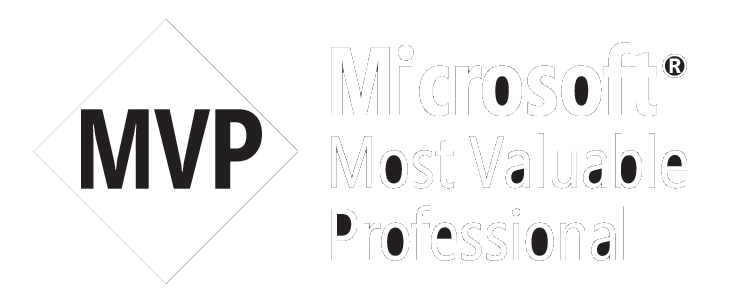 MVP
Microsoft®
Most Valuable
Professional